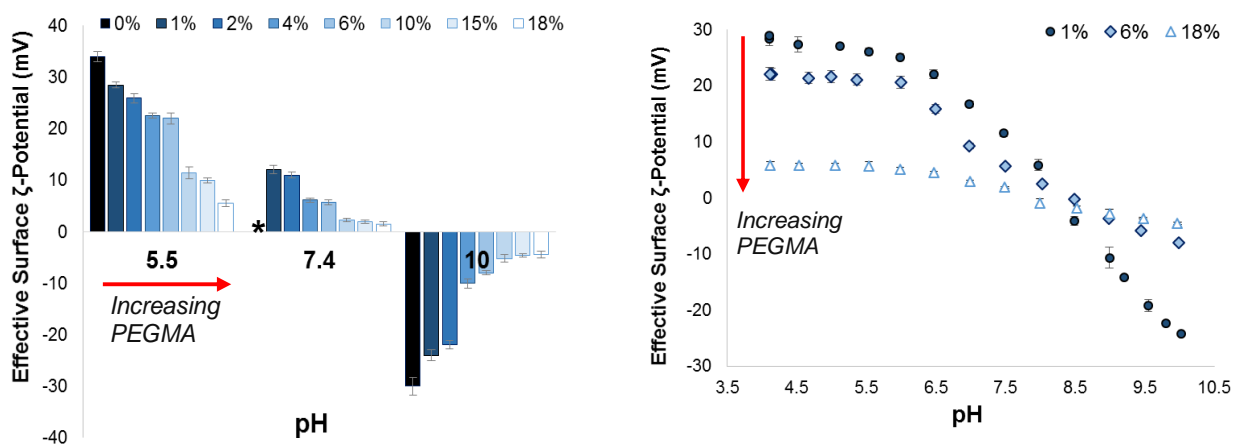 0% 1% 2% 4% 6% 10% 15% 18%
Effective Surface ζ-Potential (mV)
40
30
20
10
0
-10
-20
-30
-40
*
5.5 7.4 10
Increasing
PEGMA
pH
1% 6% 18%
Effective Surface ζ-Potential (mV)
30
20
10
0
-10
-20
-30
Increasing
PEGMA
3.5 4.5 5.5 6.5 7.5 8.5 9.5 10.5
pH